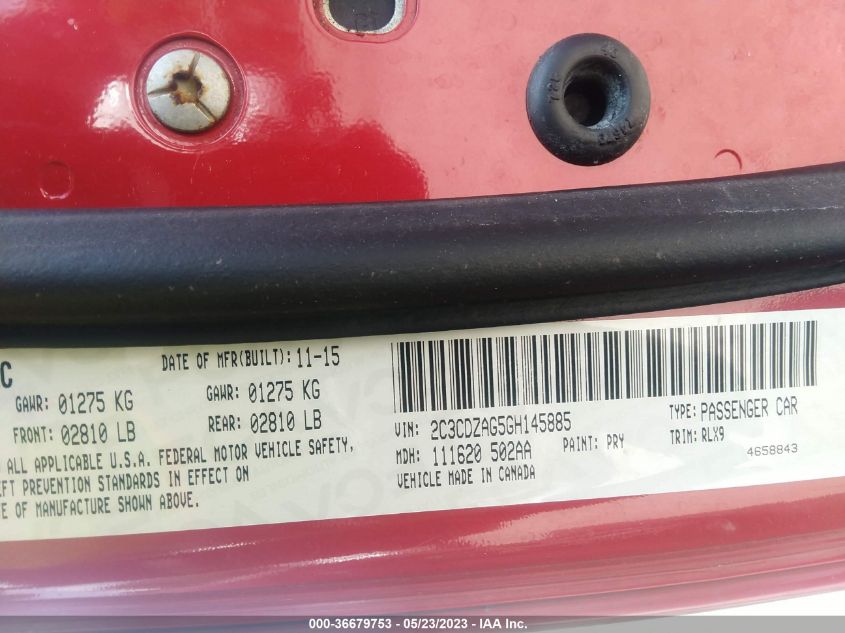 C
DATE OF MFR(BUILT): 11-15
GAWR: 01275 KG GAWR: 01275 KG
FRONT: 02810 LB REAR: 02810 LB
ALL APPLICABLE U.S.A. FEDERAL MOTOR VEHICLE SAFETY,
EFT PREVENTION STANDARDS IN EFFECT ON
E OF MANUFACTURE SHOWN ABOVE.
VIN: 2C3CDZAG5GH145885 TYPE: PASSENGER CAR
MDH: 111620 502AA PAINT: PRY TRIM: RLX9
VEHICLE MADE IN CANADA 4658843
000-36679753 - 05/23/2023 - IAA Inc.